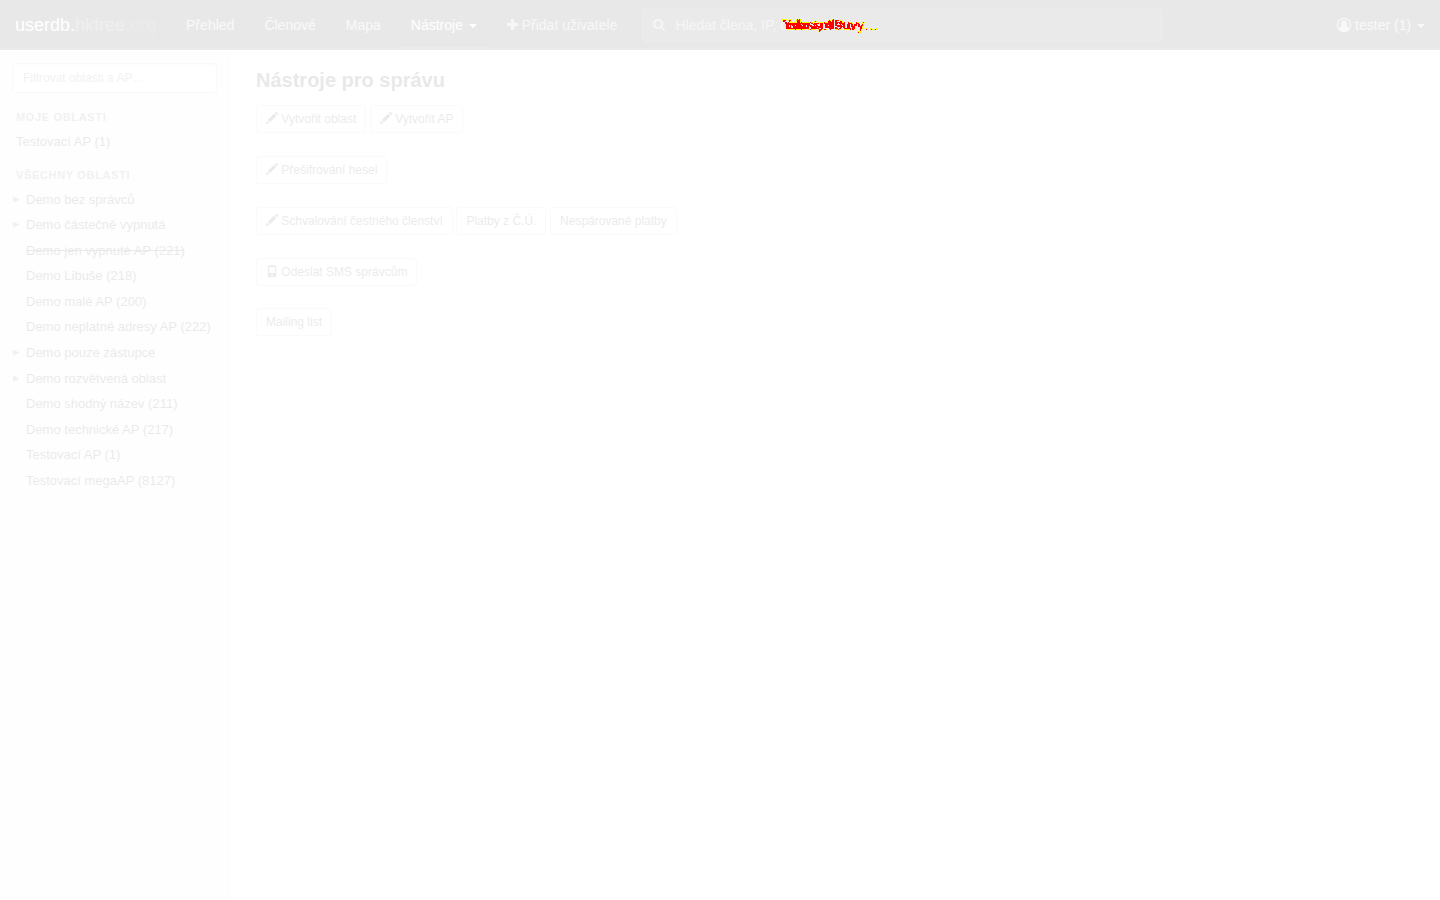 userdb.hkfree.org
Přehled
Členové
Mapa
Nástroje
Přidat uživatele
Hledat člena, IP,
tester (1)
Filtrovat oblasti a AP...
MOJE OBLASTI
Testovací AP (1)
VŠECHNY OBLASTI
Demo bez správců
Demo částečně vypnutá
Demo jen vypnuté AP (221)
Demo Libuše (218)
Demo malé AP (200)
Demo neplatné adresy AP (222)
Demo pouze zástupce
Demo rozvětvená oblast
Demo shodný název (211)
Demo technické AP (217)
Testovací AP (1)
Testovací megaAP (8127)
Nástroje pro správu
Vytvořit oblast
Vytvořit AP
Přešifrování hesel
Schvalování čestného členství
Platby z Č.Ú.
Nespárované platby
Odeslat SMS správcům
Mailing list